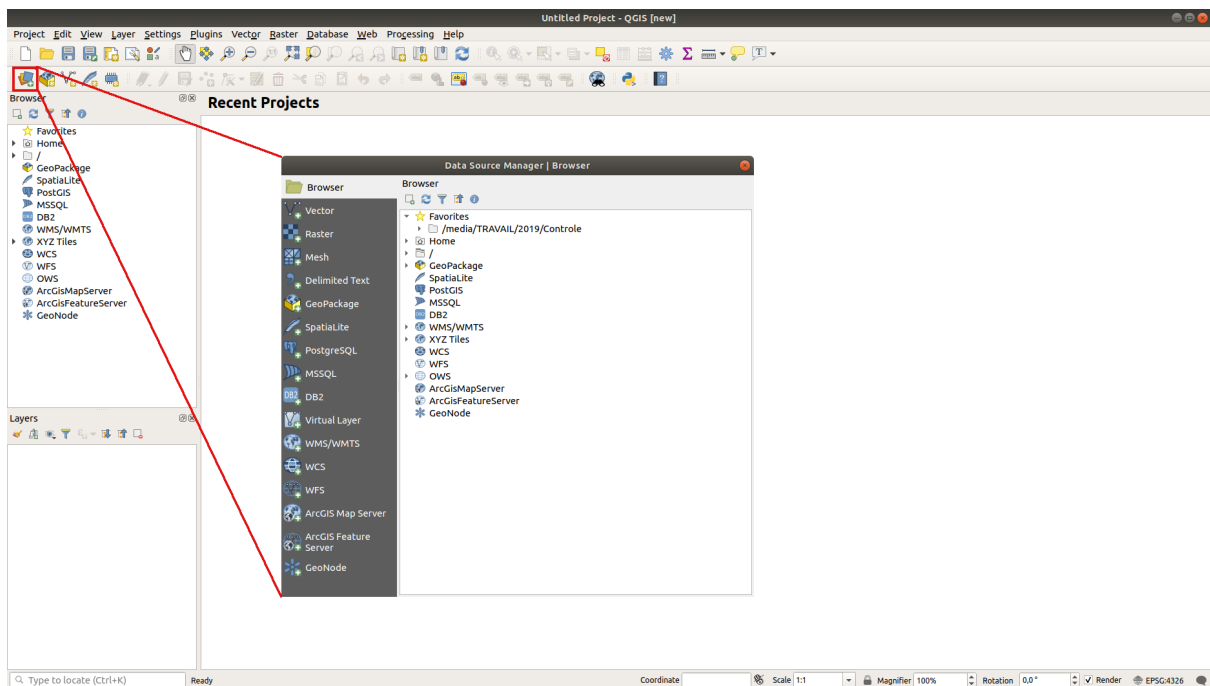 Untitled Project - QGIS [new]
Project Edit View Layer Settings Plugins Vector Raster Database Web Processing Help
Browser
Favorites
Home
/
GeoPackage
SpatiaLite
PostGIS
MSSQL
DB2
WMS/WMTS
XYZ Tiles
WCS
WFS
OWS
ArcGisMapServer
ArcGisFeatureServer
GeoNode
Layers
Recent Projects
Data Source Manager | Browser
Browser
Vector
Raster
Mesh
Delimited Text
GeoPackage
SpatiaLite
PostgreSQL
MSSQL
DB2
Virtual Layer
WMS/WMTS
WCS
WFS
ArcGIS Map Server
ArcGIS Feature
Server
GeoNode
Browser
Favorites
/media/TRAVAIL/2019/Controle
Home
/
GeoPackage
SpatiaLite
PostGIS
MSSQL
DB2
WMS/WMTS
XYZ Tiles
WCS
WFS
OWS
ArcGisMapServer
ArcGisFeatureServer
GeoNode
Type to locate (Ctrl+K) Ready Coordinate Scale 1:1 Magnifier 100% Rotation 0,0 ° Render EPSG:4326